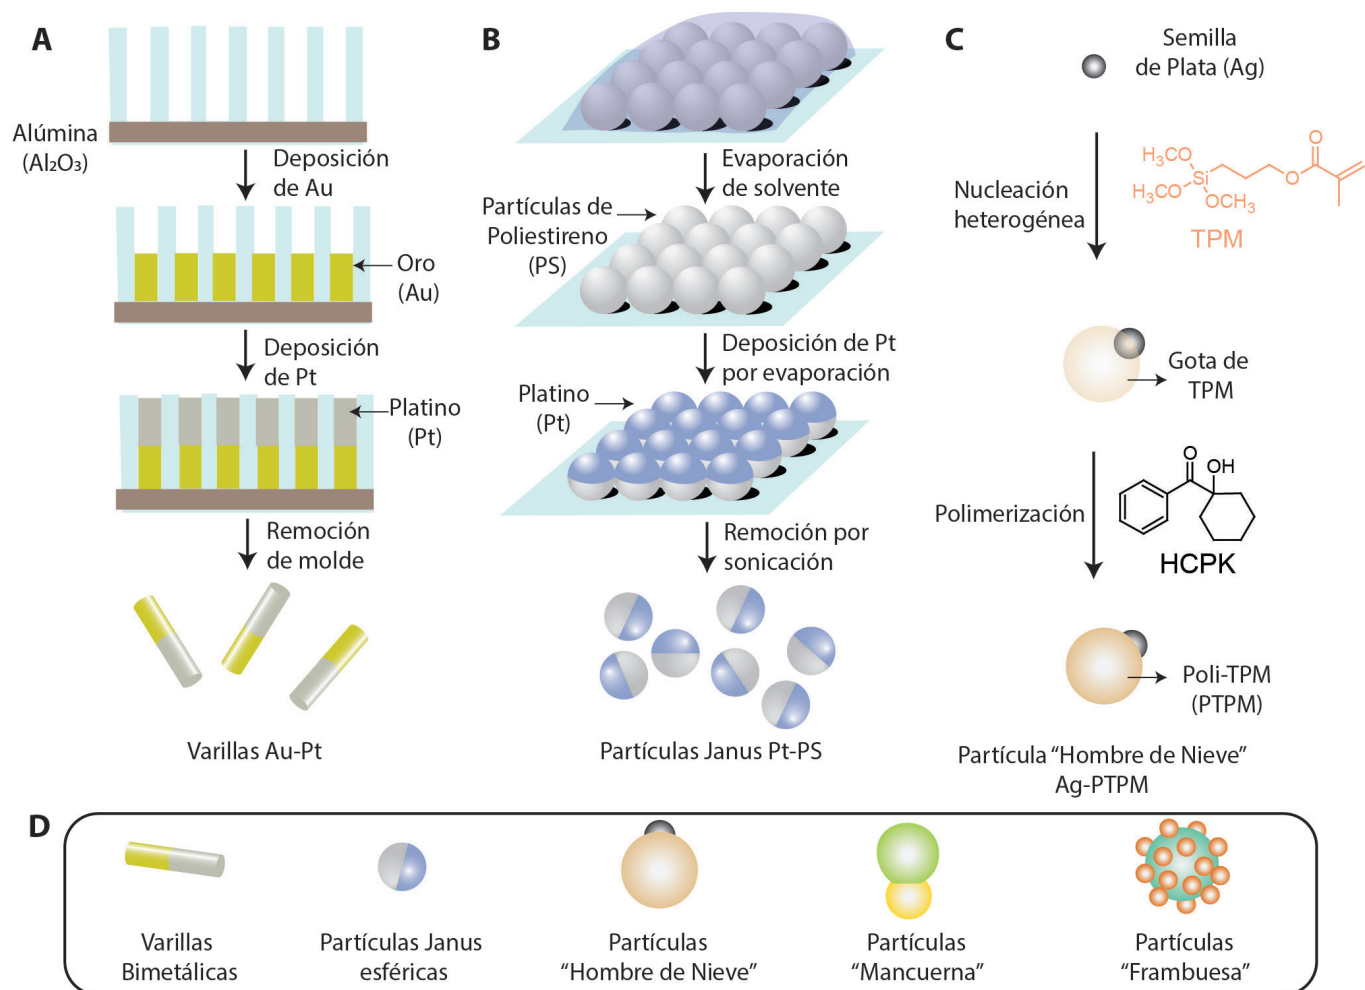 A
Alúmina
(Al₂O₃)
Deposición
de Au
Oro
(Au)
Deposición
de Pt
Platino
(Pt)
Remoción
de molde
Varillas Au-Pt
B
Evaporación
de solvente
Partículas de
Poliestireno
(PS)
Deposición de Pt
por evaporación
Platino
(Pt)
Remoción por
sonicación
Partículas Janus Pt-PS
C
Semilla
de Plata (Ag)
Nucleación
heterogénea
H₃CO
H₃CO
Si
OCH₃
O
O
TPM
Gota de
TPM
Polimerización
O
OH
HCPK
Poli-TPM
(PTPM)
Partícula “Hombre de Nieve”
Ag-PTPM
D
Varillas
Bimetálicas
Partículas Janus
esféricas
Partículas
“Hombre de Nieve”
Partículas
“Mancuerna”
Partículas
“Frambuesa”